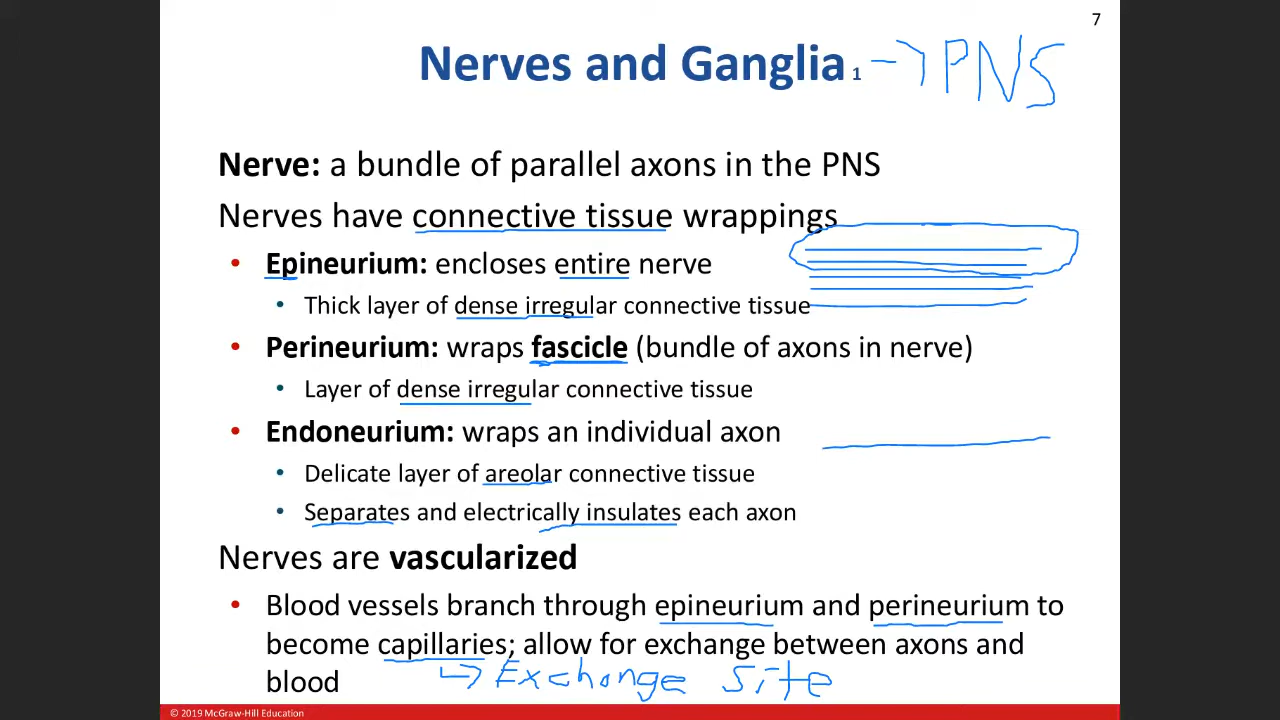 7
Nerves and Ganglia 1 → PNS
Nerve: a bundle of parallel axons in the PNS
Nerves have connective tissue wrappings
• Epineurium: encloses entire nerve
• Thick layer of dense irregular connective tissue
• Perineurium: wraps fascicle (bundle of axons in nerve)
• Layer of dense irregular connective tissue
• Endoneurium: wraps an individual axon
• Delicate layer of areolar connective tissue
• Separates and electrically insulates each axon
Nerves are vascularized
• Blood vessels branch through epineurium and perineurium to
become capillaries; allow for exchange between axons and
blood
↪ Exchange site
© 2019 McGraw-Hill Education